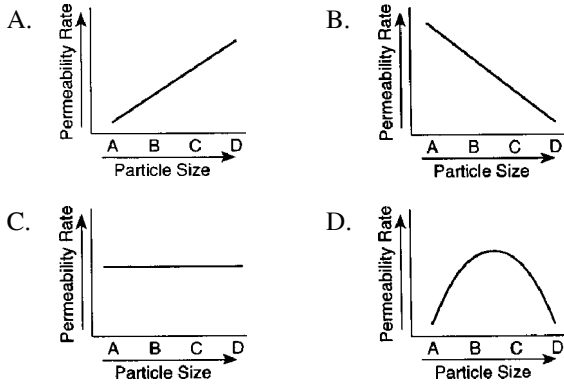 A.
Permeability Rate
A B C D
Particle Size
B.
Permeability Rate
A B C D
Particle Size
C.
Permeability Rate
A B C D
Particle Size
D.
Permeability Rate
A B C D
Particle Size